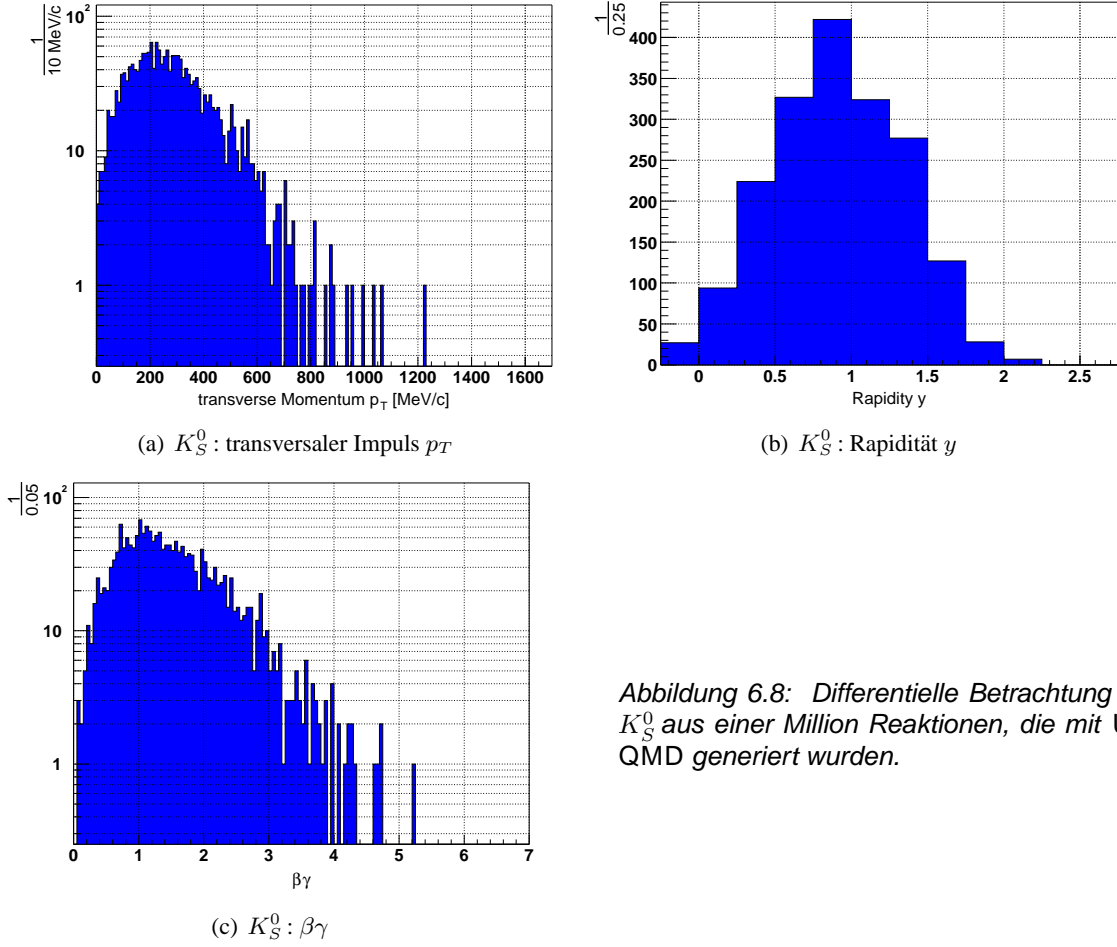 1
10 MeV/c
10²
10
1
0 200 400 600 800 1000 1200 1400 1600
transverse Momentum p_T [MeV/c]
(a) K_S^0 : transversaler Impuls p_T
1
0.25
400
350
300
250
200
150
100
50
0
0 0.5 1 1.5 2 2.5
Rapidity y
(b) K_S^0 : Rapidität y
1
0.05
10²
10
1
0 1 2 3 4 5 6 7
βγ
(c) K_S^0 : βγ
Abbildung 6.8: Differentielle Betrachtung
K_S^0 aus einer Million Reaktionen, die mit
QMD generiert wurden.